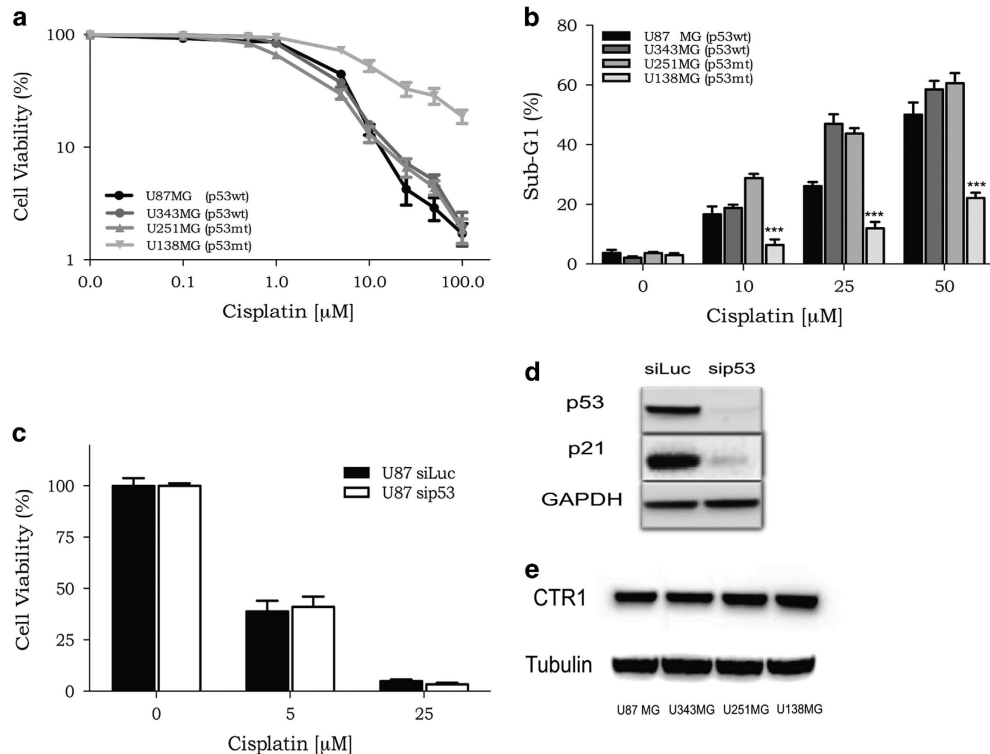 a
100
10
1
Cell Viability (%)
U87MG (p53wt)
U343MG (p53wt)
U251MG (p53mt)
U138MG (p53mt)
0.0 0.1 1.0 10.0 100.0
Cisplatin [μM]
b
80
60
40
20
0
Sub-G1 (%)
U87 MG (p53wt)
U343MG (p53wt)
U251MG (p53mt)
U138MG (p53mt)
*** *** ***
0 10 25 50
Cisplatin [μM]
c
100
75
50
25
0
Cell Viability (%)
U87 siLuc
U87 sip53
0 5 25
Cisplatin [μM]
d
siLuc sip53
p53
p21
GAPDH
e
CTR1
Tubulin
U87 MG U343MG U251MG U138MG